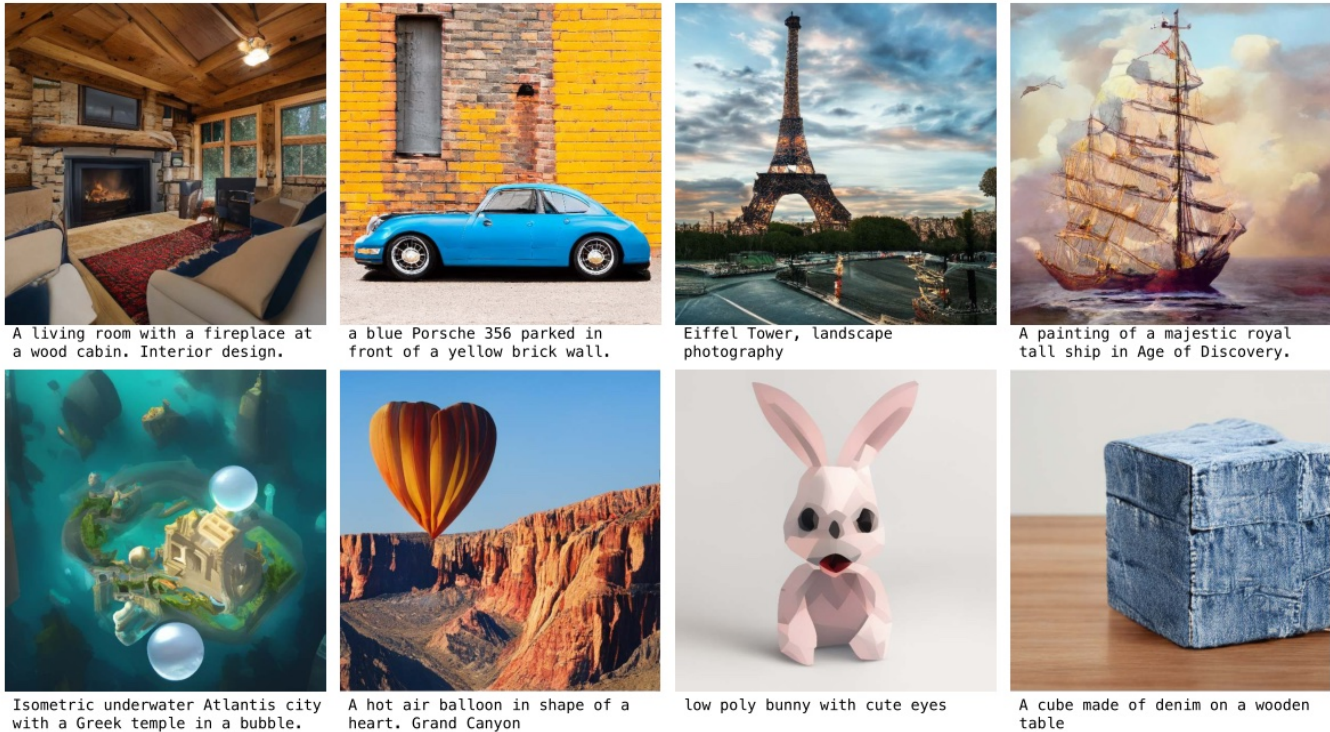 A living room with a fireplace at
a wood cabin. Interior design.
a blue Porsche 356 parked in
front of a yellow brick wall.
Eiffel Tower, landscape
photography
A painting of a majestic royal
tall ship in Age of Discovery.
Isometric underwater Atlantis city
with a Greek temple in a bubble.
A hot air balloon in shape of a
heart. Grand Canyon
low poly bunny with cute eyes
A cube made of denim on a wooden
table